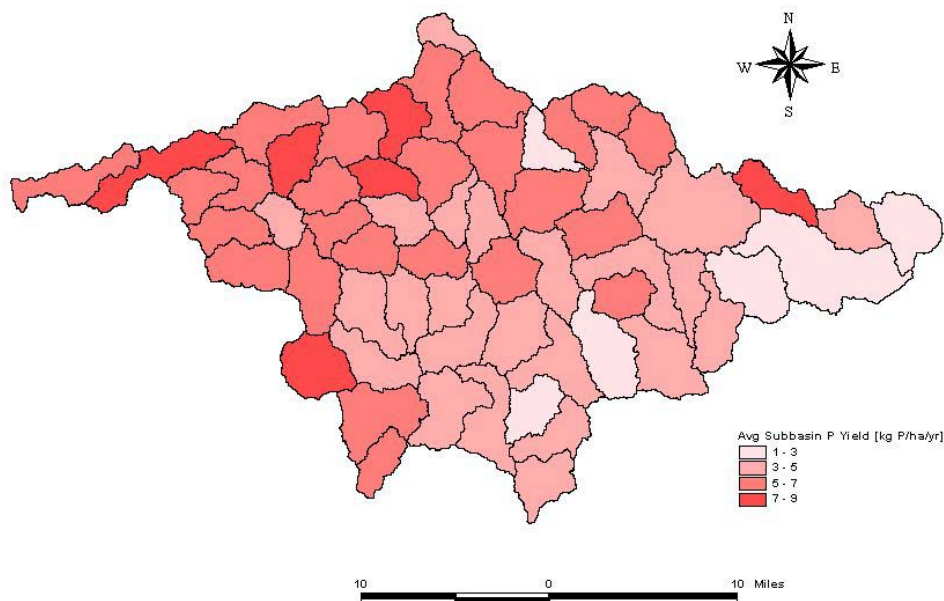 N
W E
S
Avg Subbasin P Yield [kg P/ha/yr]
1 - 3
3 - 5
5 - 7
7 - 9
10 0 10 Miles